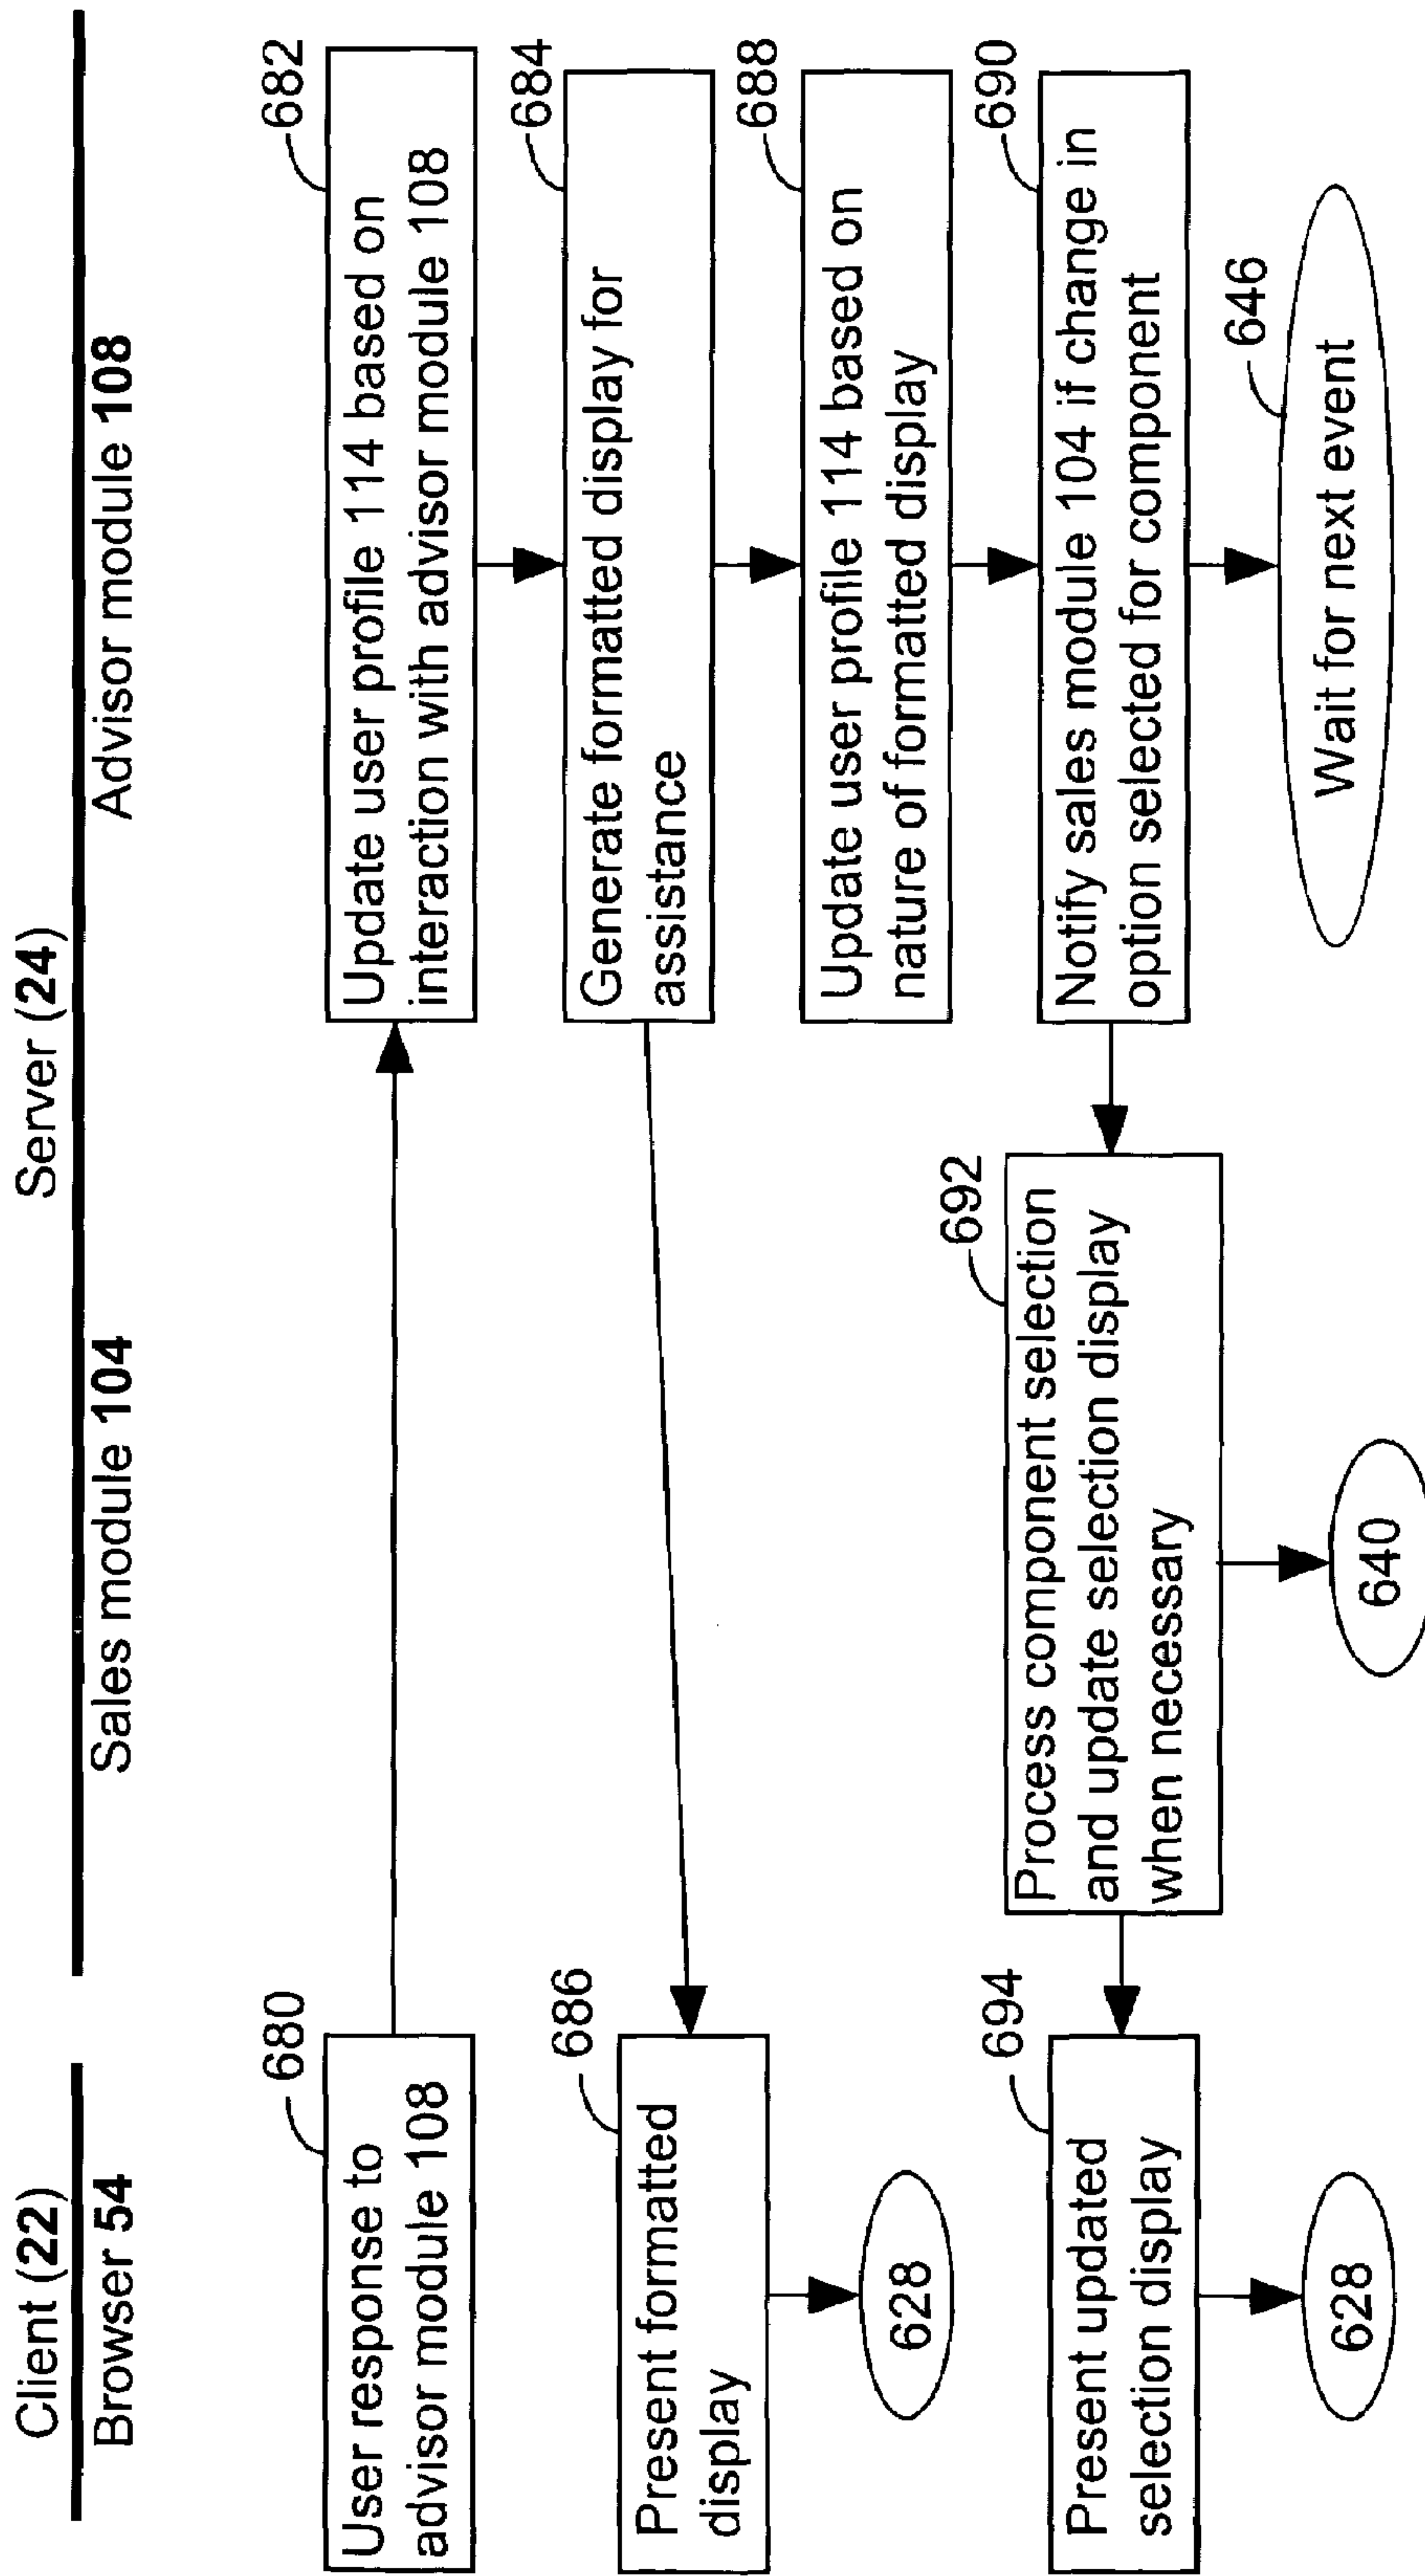 Client (22)
Server (24)
Browser 54
Sales module 104
Advisor module 108
680
User response to
advisor module 108
682
Update user profile 114 based on
interaction with advisor module 108
684
Generate formatted display for
assistance
686
Present formatted
display
628
688
Update user profile 114 based on
nature of formatted display
690
Notify sales module 104 if change in
option selected for component
692
Process component selection
and update selection display
when necessary
694
Present updated
selection display
628
640
646
Wait for next event